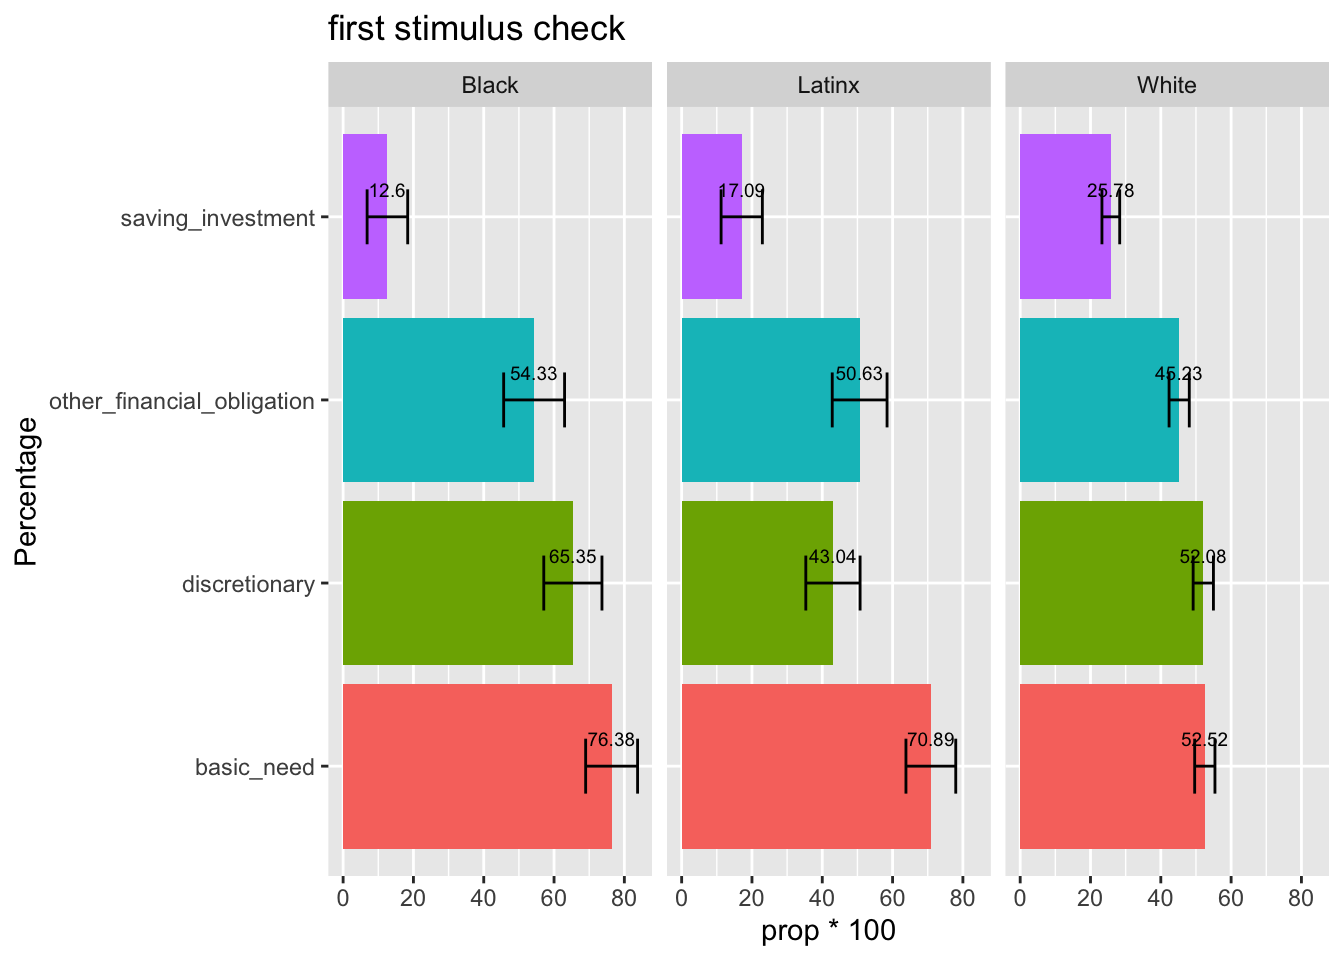 first stimulus check
Black
Latinx
White
saving_investment
12.6
17.09
25.78
other_financial_obligation
54.33
50.63
45.23
discretionary
65.35
43.04
52.08
basic_need
76.38
70.89
52.52
Percentage
0 20 40 60 80
0 20 40 60 80
0 20 40 60 80
prop * 100